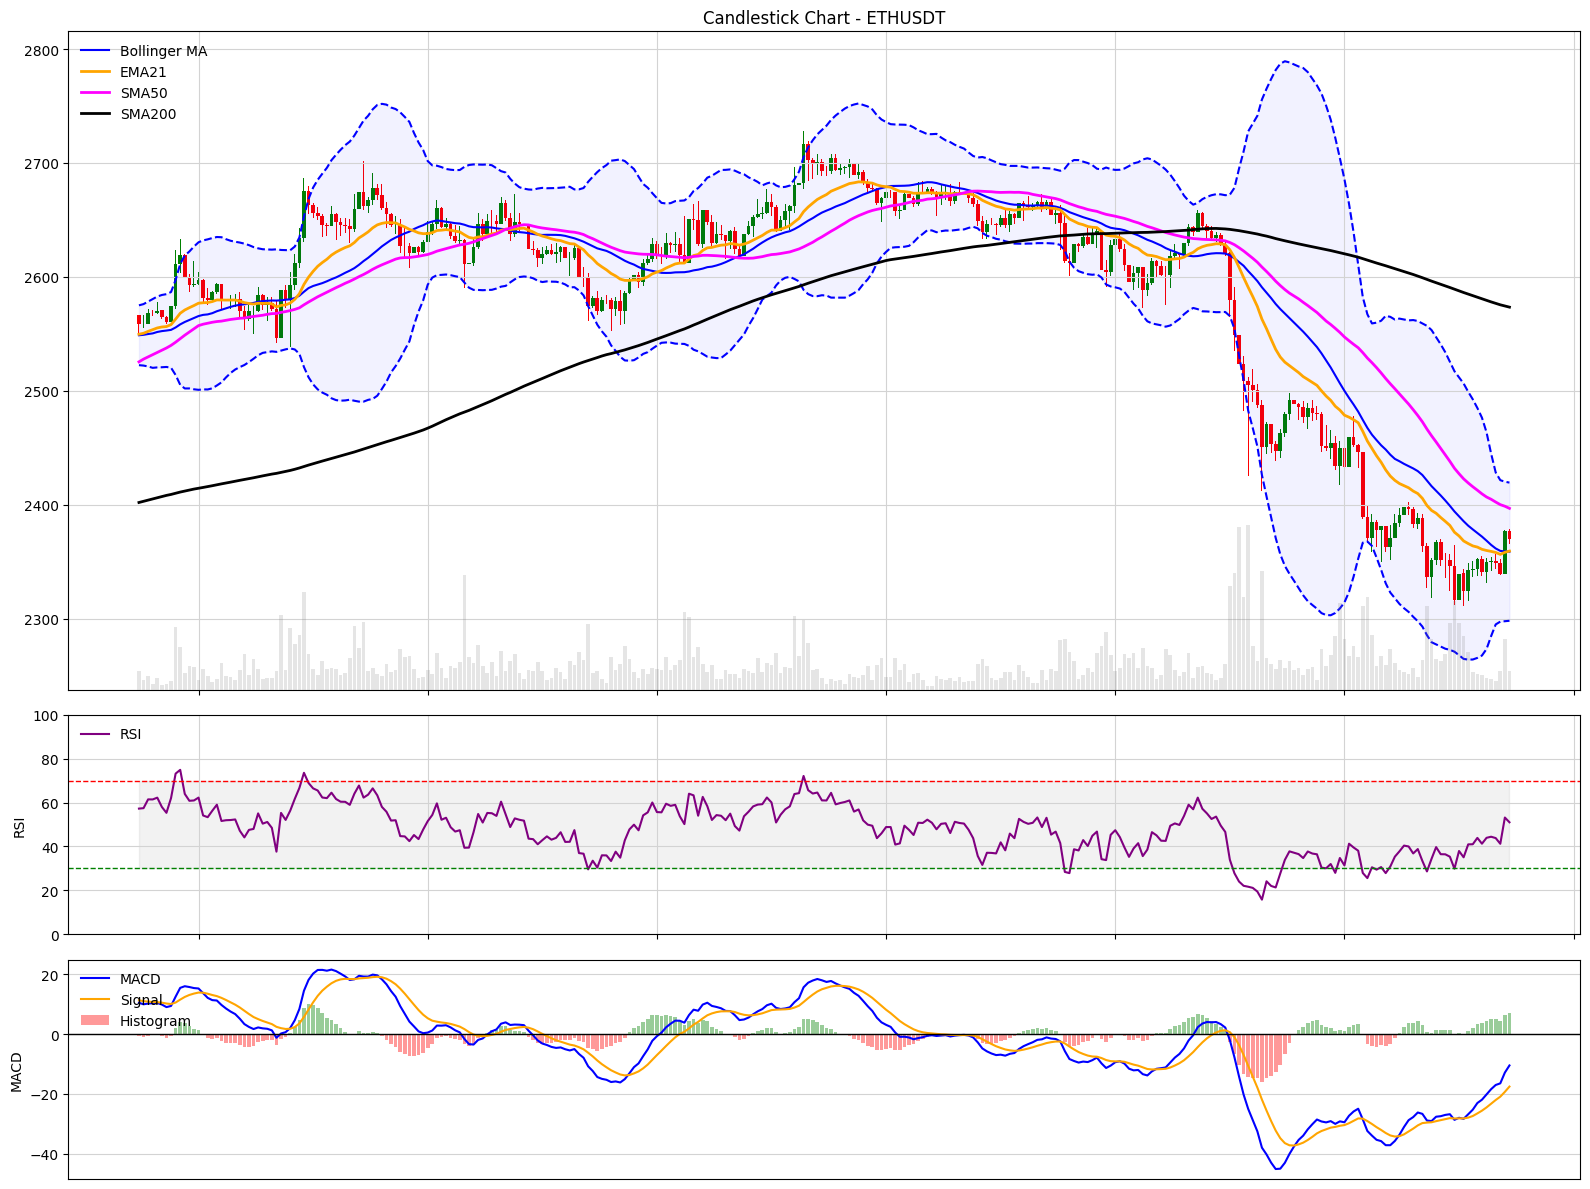 Candlestick Chart - ETHUSDT
2800
2700
2600
2500
2400
2300
Bollinger MA
EMA21
SMA50
SMA200
100
80
60
40
20
0
RSI
RSI
20
0
−20
−40
MACD
MACD
Signal
Histogram